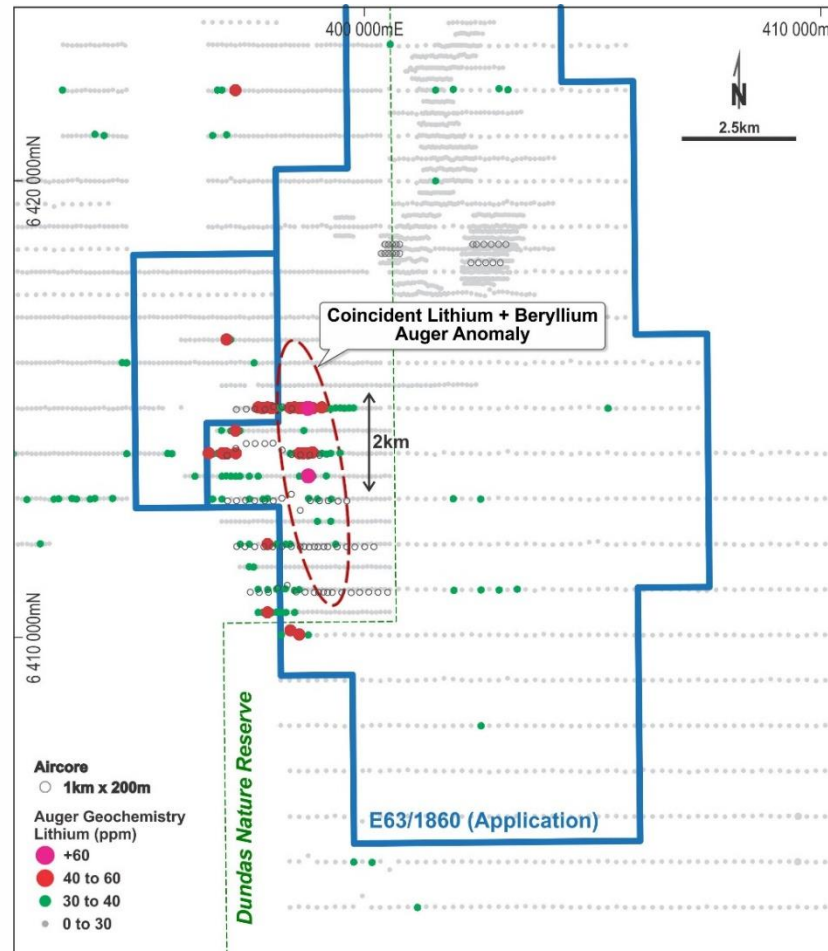 400 000mE
410 000mE
N
2.5km
6 420 000mN
Coincident Lithium + Beryllium
Auger Anomaly
2km
6 410 000mN
Dundas Nature Reserve
E63/1860 (Application)
Aircore
1km x 200m
Auger Geochemistry
Lithium (ppm)
+60
40 to 60
30 to 40
0 to 30